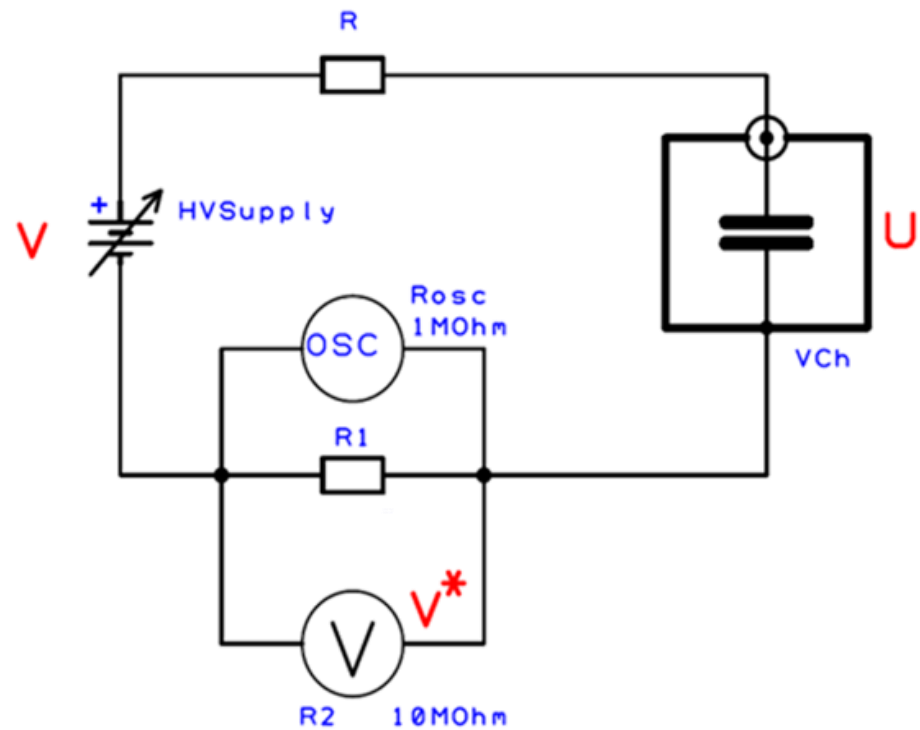 R
+
HVSupply
V
U
Rosc
1MOhm
OSC
VCh
R1
V*
V
R2 10MOhm